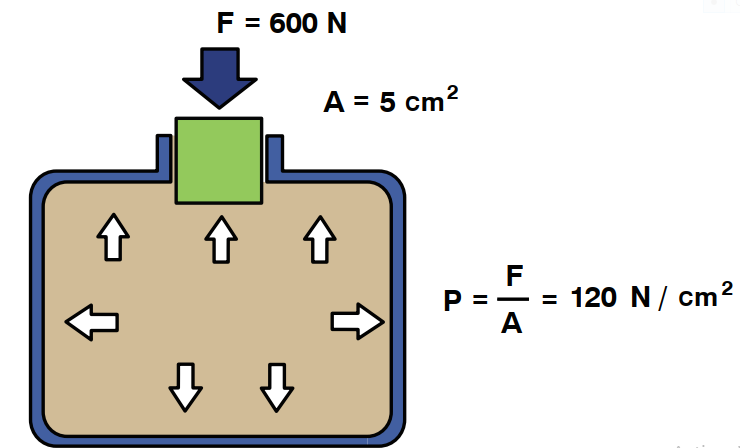 F = 600 N
A = 5 cm²
P = F / A = 120 N / cm²